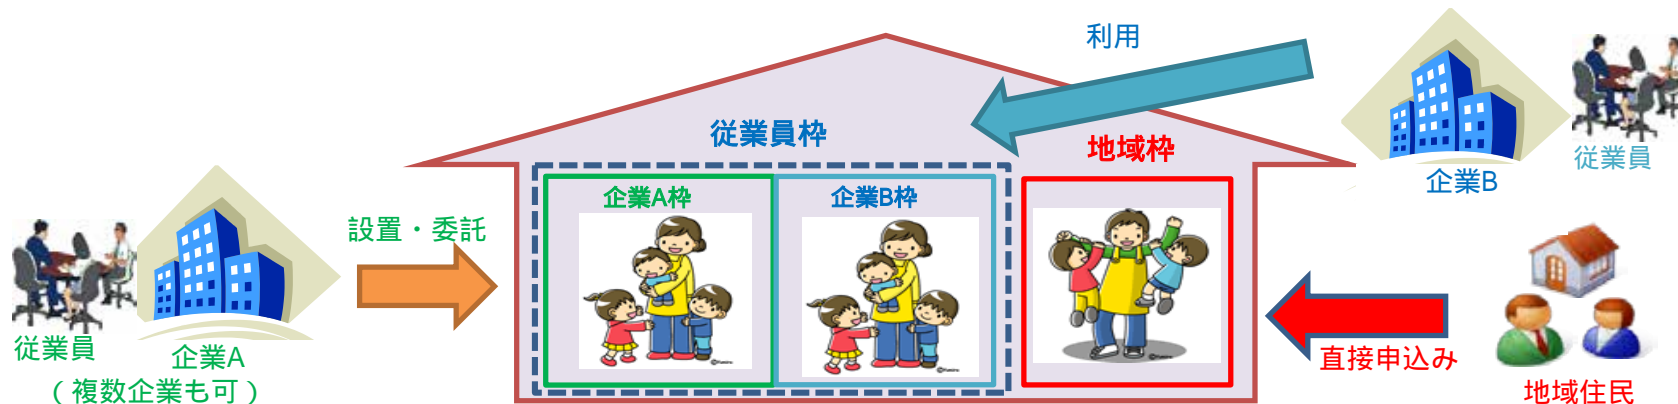 利用
従業員枠
地域枠
従業員
企業B
企業A枠
企業B枠
設置・委託
従業員
企業A
（複数企業も可）
直接申込み
地域住民